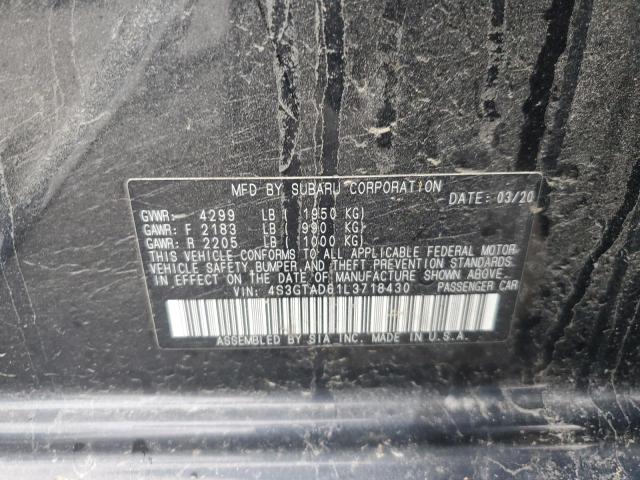 MFD BY SUBARU CORPORATION DATE: 03/20
GVWR: 4299 LB ( 1950 KG)
GAWR: F 2183 LB ( 990 KG)
GAWR: R 2205 LB ( 1000 KG)
THIS VEHICLE CONFORMS TO ALL APPLICABLE FEDERAL MOTOR
VEHICLE SAFETY, BUMPER, AND THEFT PREVENTION STANDARDS
IN EFFECT ON THE DATE OF MANUFACTURE SHOWN ABOVE.
VIN: 4S3GTAD61L3718430 PASSENGER CAR
ASSEMBLED BY SIA INC. MADE IN U.S.A.